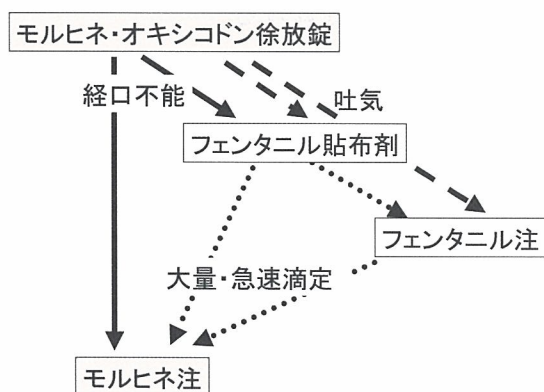 モルヒネ・オキシコドン徐放錠
経口不能
吐気
フェンタニル貼布剤
フェンタニル注
大量・急速滴定
モルヒネ注